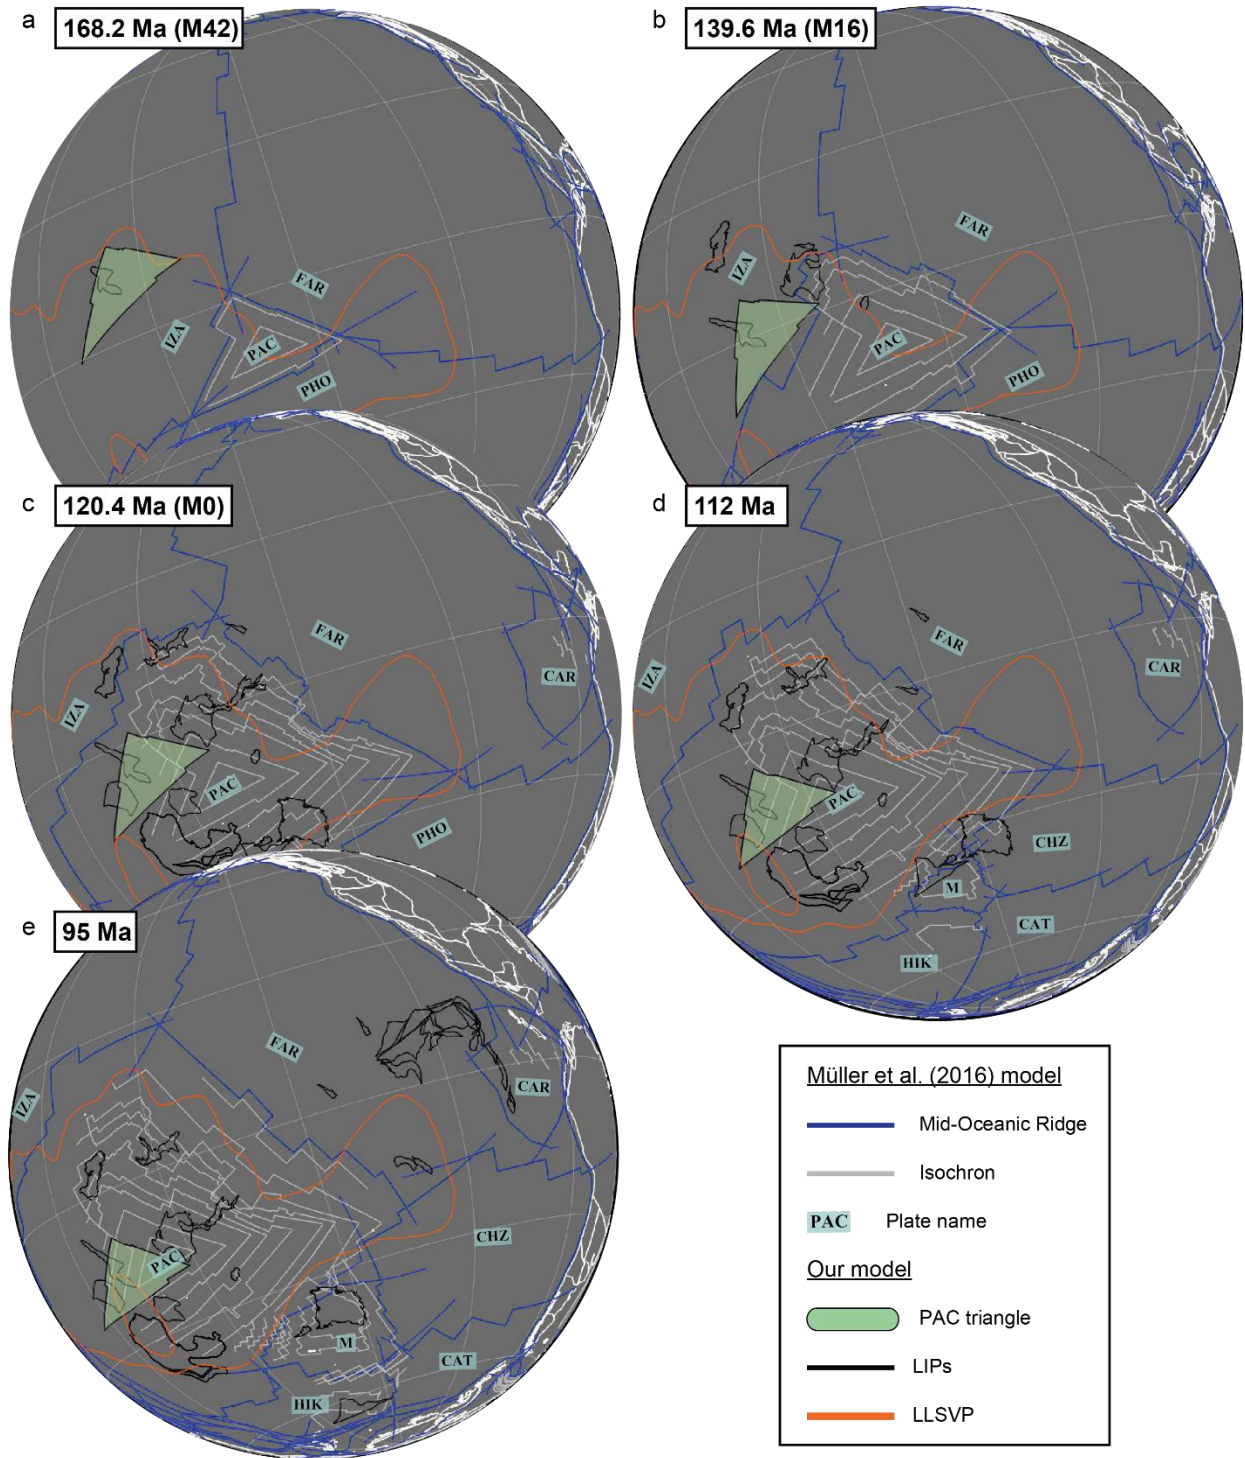 a
168.2 Ma (M42)
FAR
IZA
PAC
PHO
b
139.6 Ma (M16)
FAR
IZA
PAC
PHO
c
120.4 Ma (M0)
FAR
CAR
IZA
PAC
PHO
d
112 Ma
FAR
IZA
CAR
PAC
CHZ
M
CAT
HIK
e
95 Ma
FAR
CAR
IZA
CHZ
PAC
M
CAT
HIK
Müller et al. (2016) model
Mid-Oceanic Ridge
Isochron
PAC Plate name
Our model
PAC triangle
LIPs
LLSVP